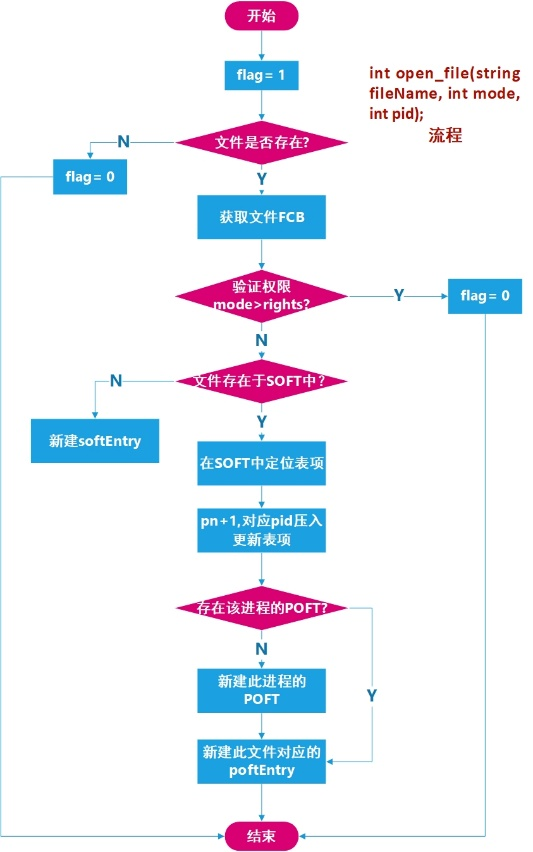 开始
flag= 1
int open_file(string
fileName, int mode,
int pid);
流程
文件是否存在?
N
flag= 0
Y
获取文件FCB
验证权限
mode>rights?
Y
flag= 0
N
文件存在于SOFT中?
N
新建softEntry
Y
在SOFT中定位表项
pn+1,对应pid压入
更新表项
存在该进程的POFT?
N
新建此进程的
POFT
Y
新建此文件对应的
poftEntry
结束